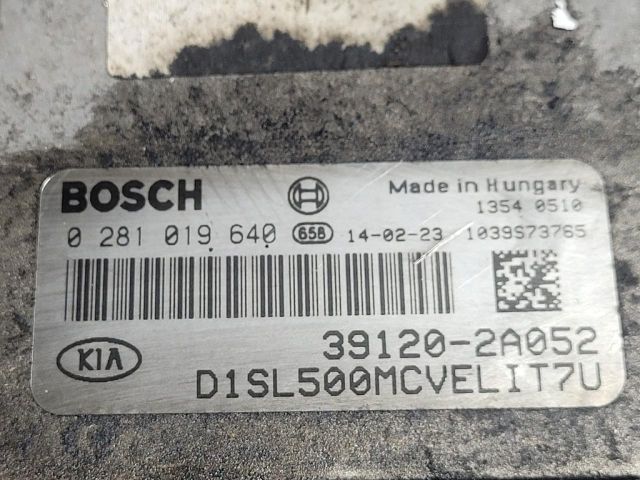 BOSCH
Made in Hungary
1354 0510
0 281 019 640 658 14-02-23 1039S73765
39120-2A052
KIA
D1SL500MCVELIT7U